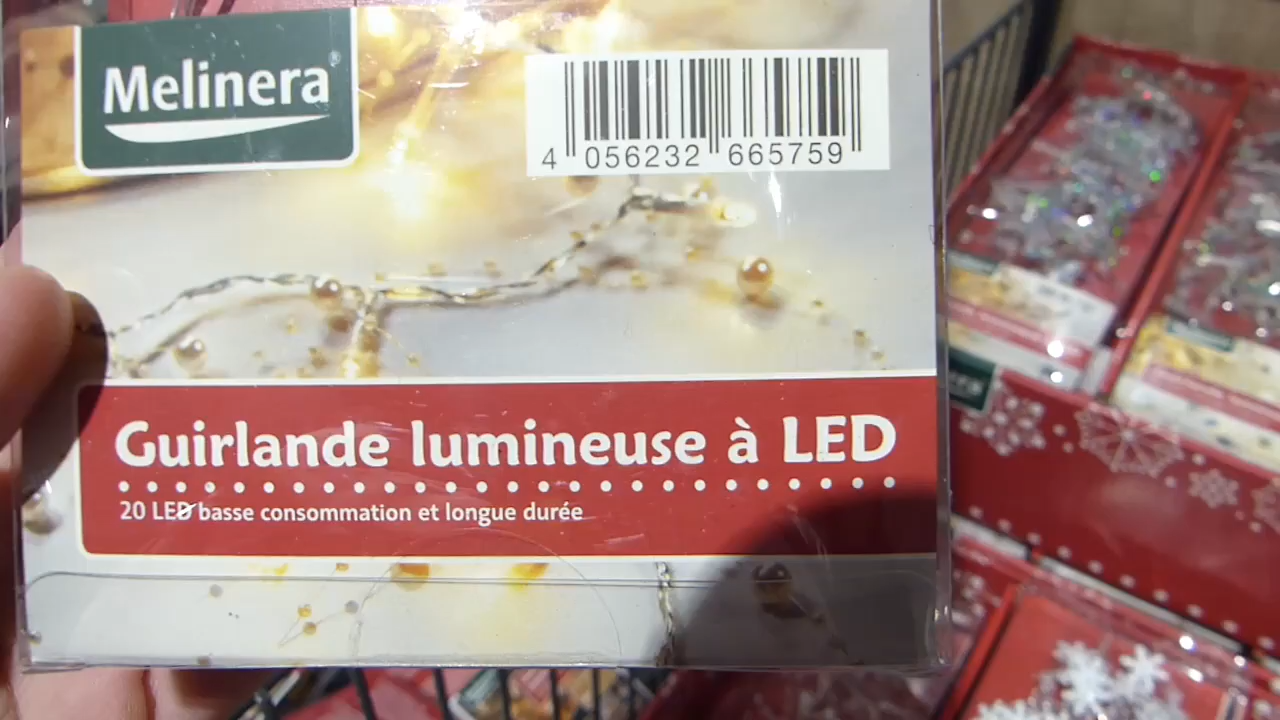 Melinera®
4 056232 665759
Guirlande lumineuse à LED
20 LED basse consommation et longue durée